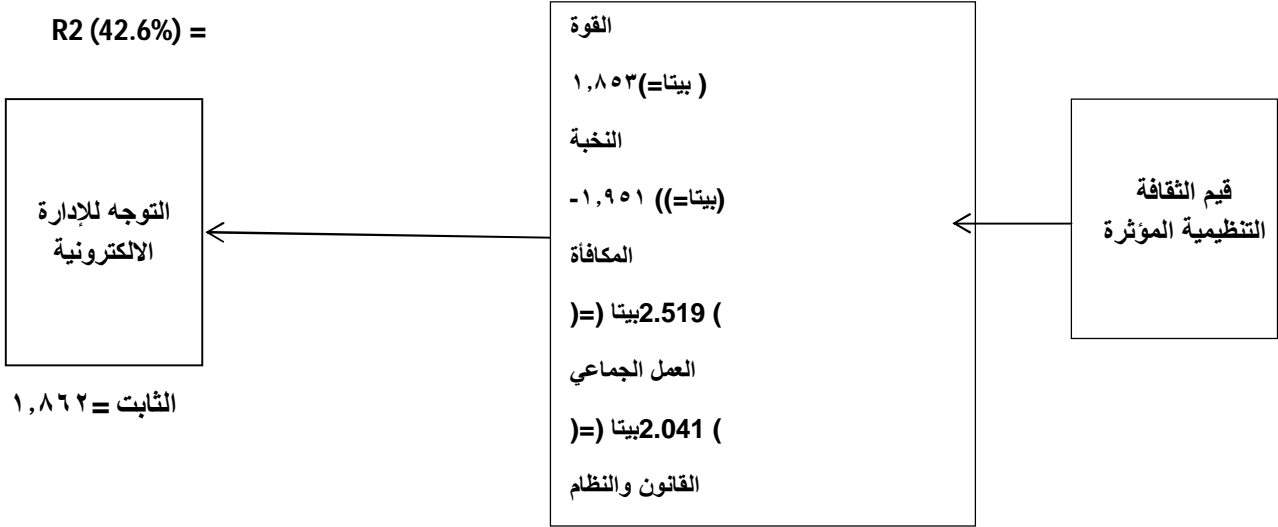 R2 (42.6%) =
القوة
( بيتا=)١,٨٥٣
النخبة
(بيتا=)) ١,٩٥١-
المكافأة
) 2.519بيتا (=(
العمل الجماعي
) 2.041بيتا (=(
القانون والنظام
قيم الثقافة
التنظيمية المؤثرة
التوجه للإدارة
الالكترونية
الثابت =١,٨٦٢